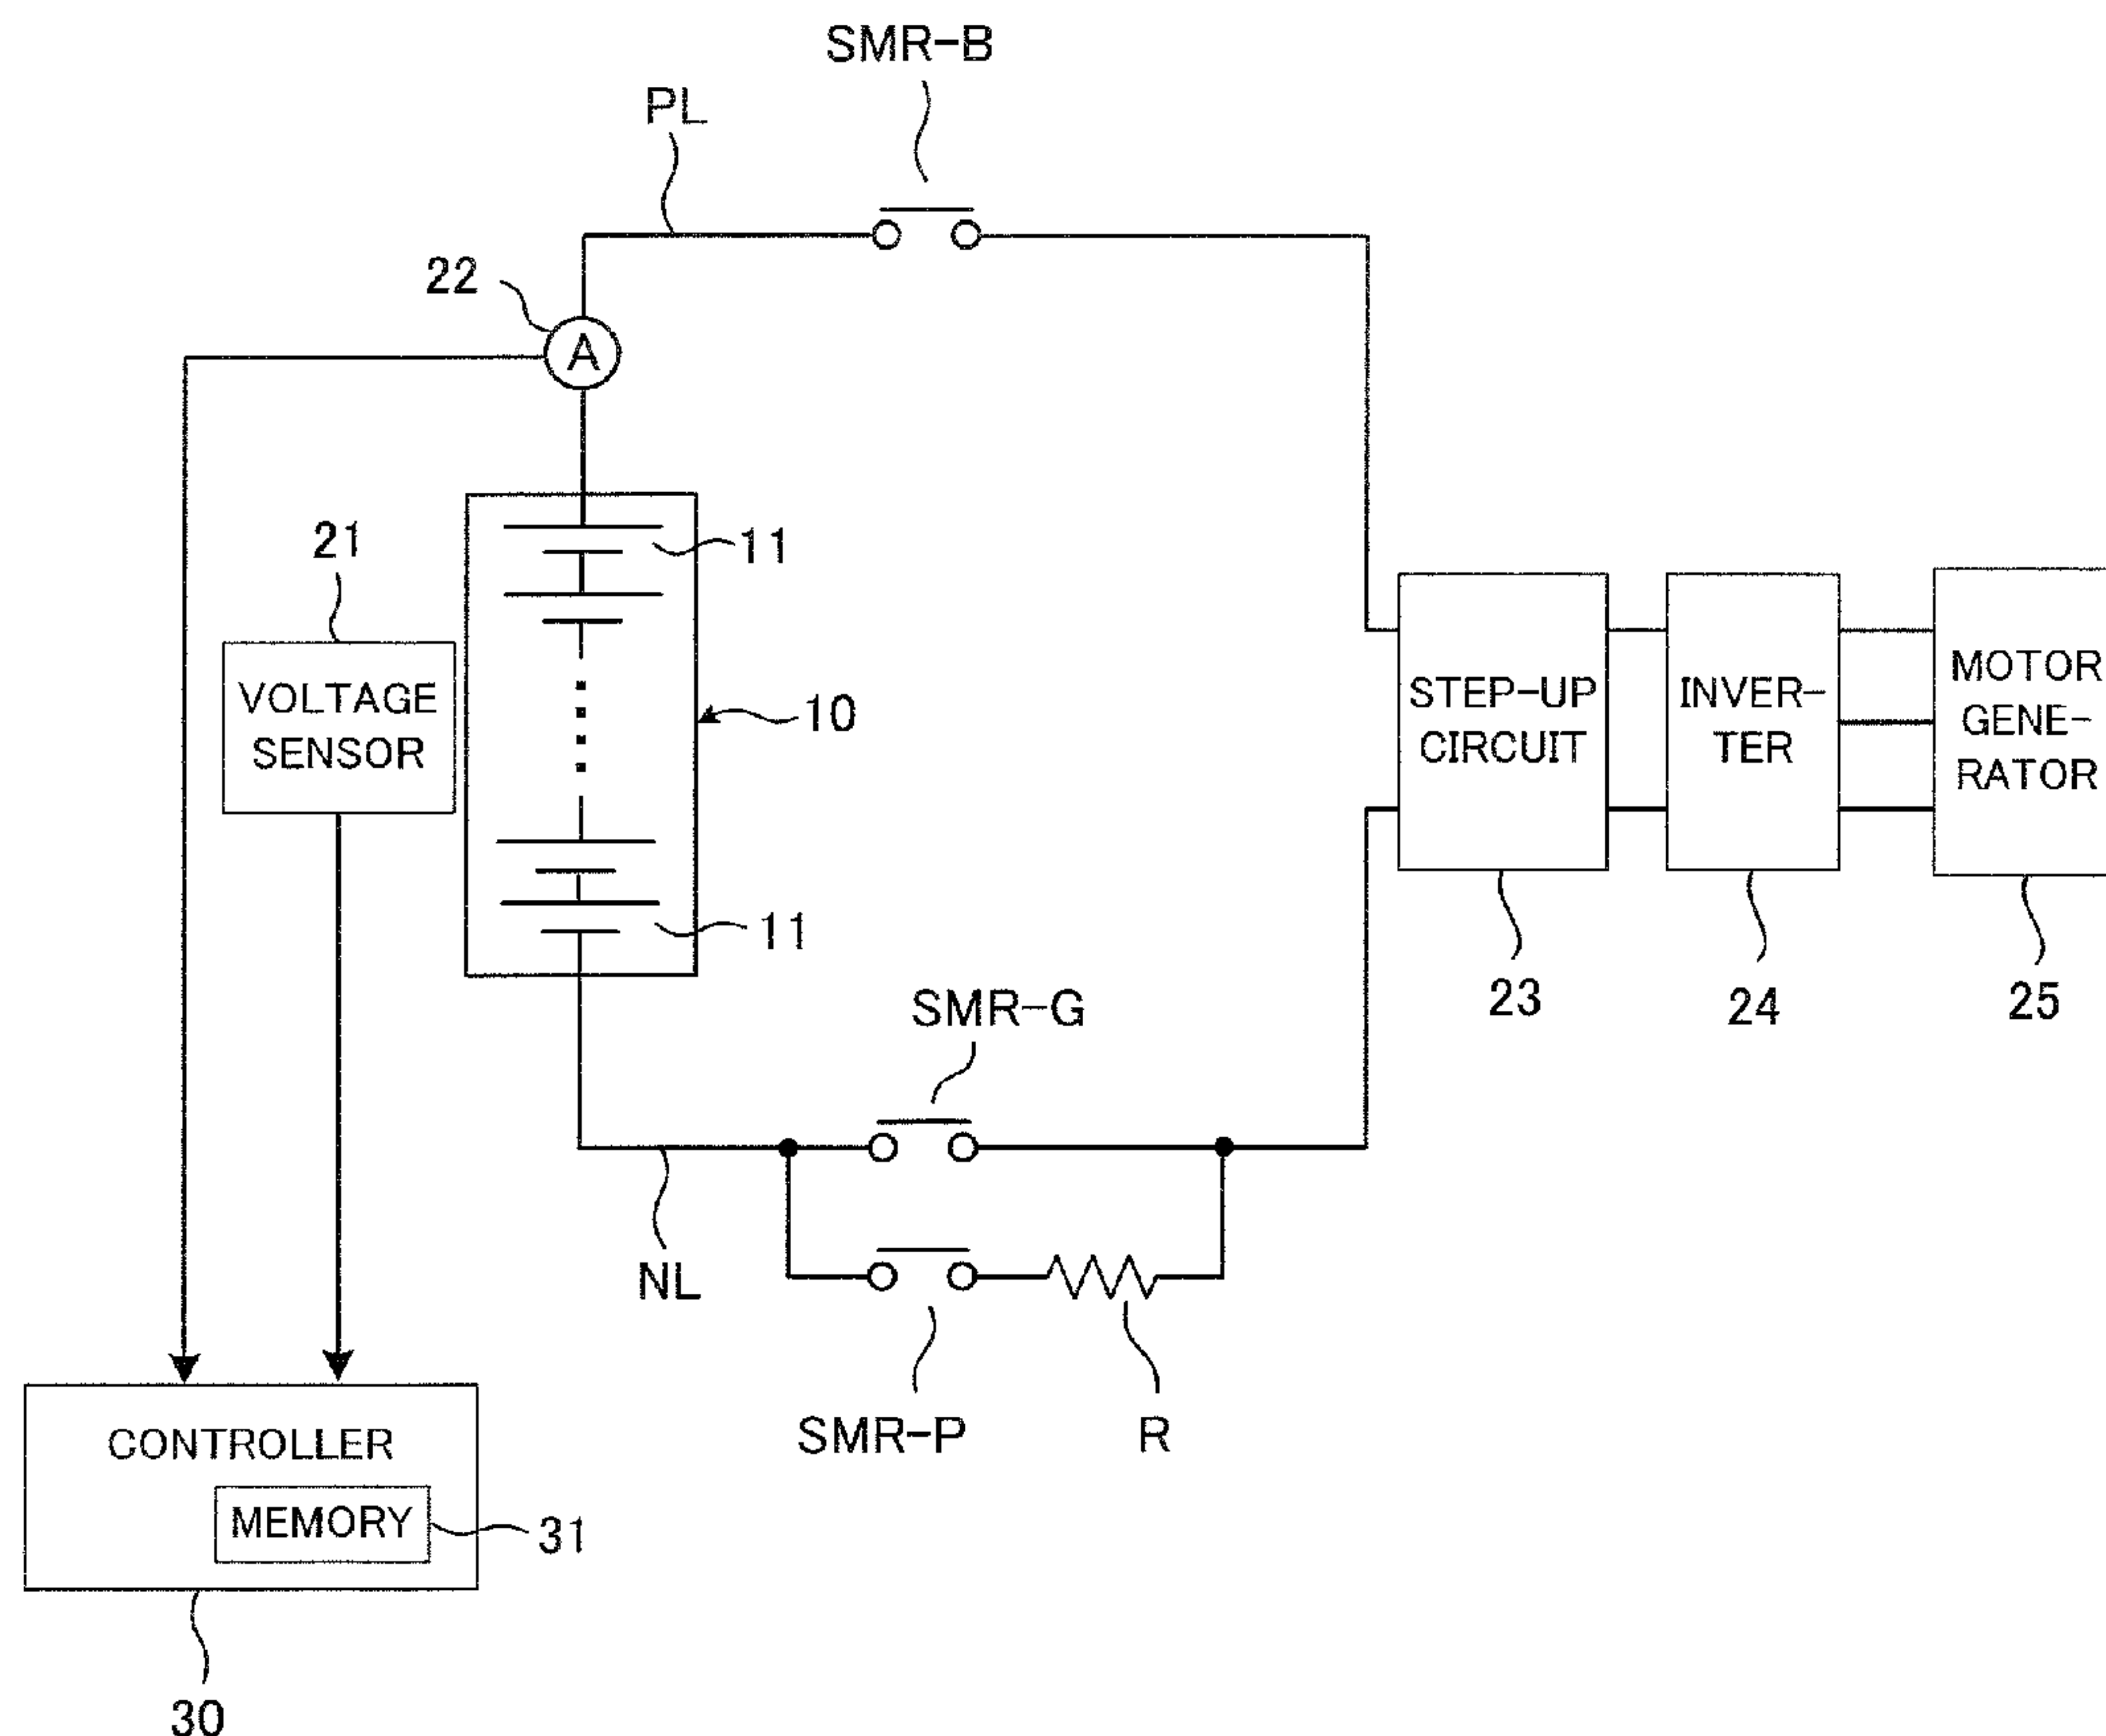 SMR-B
PL
22
A
11
21
VOLTAGE
SENSOR
10
STEP-UP
CIRCUIT
INVER-
TER
MOTOR
GENE-
RATOR
11
23
24
25
SMR-G
NL
SMR-P
R
CONTROLLER
MEMORY
31
30